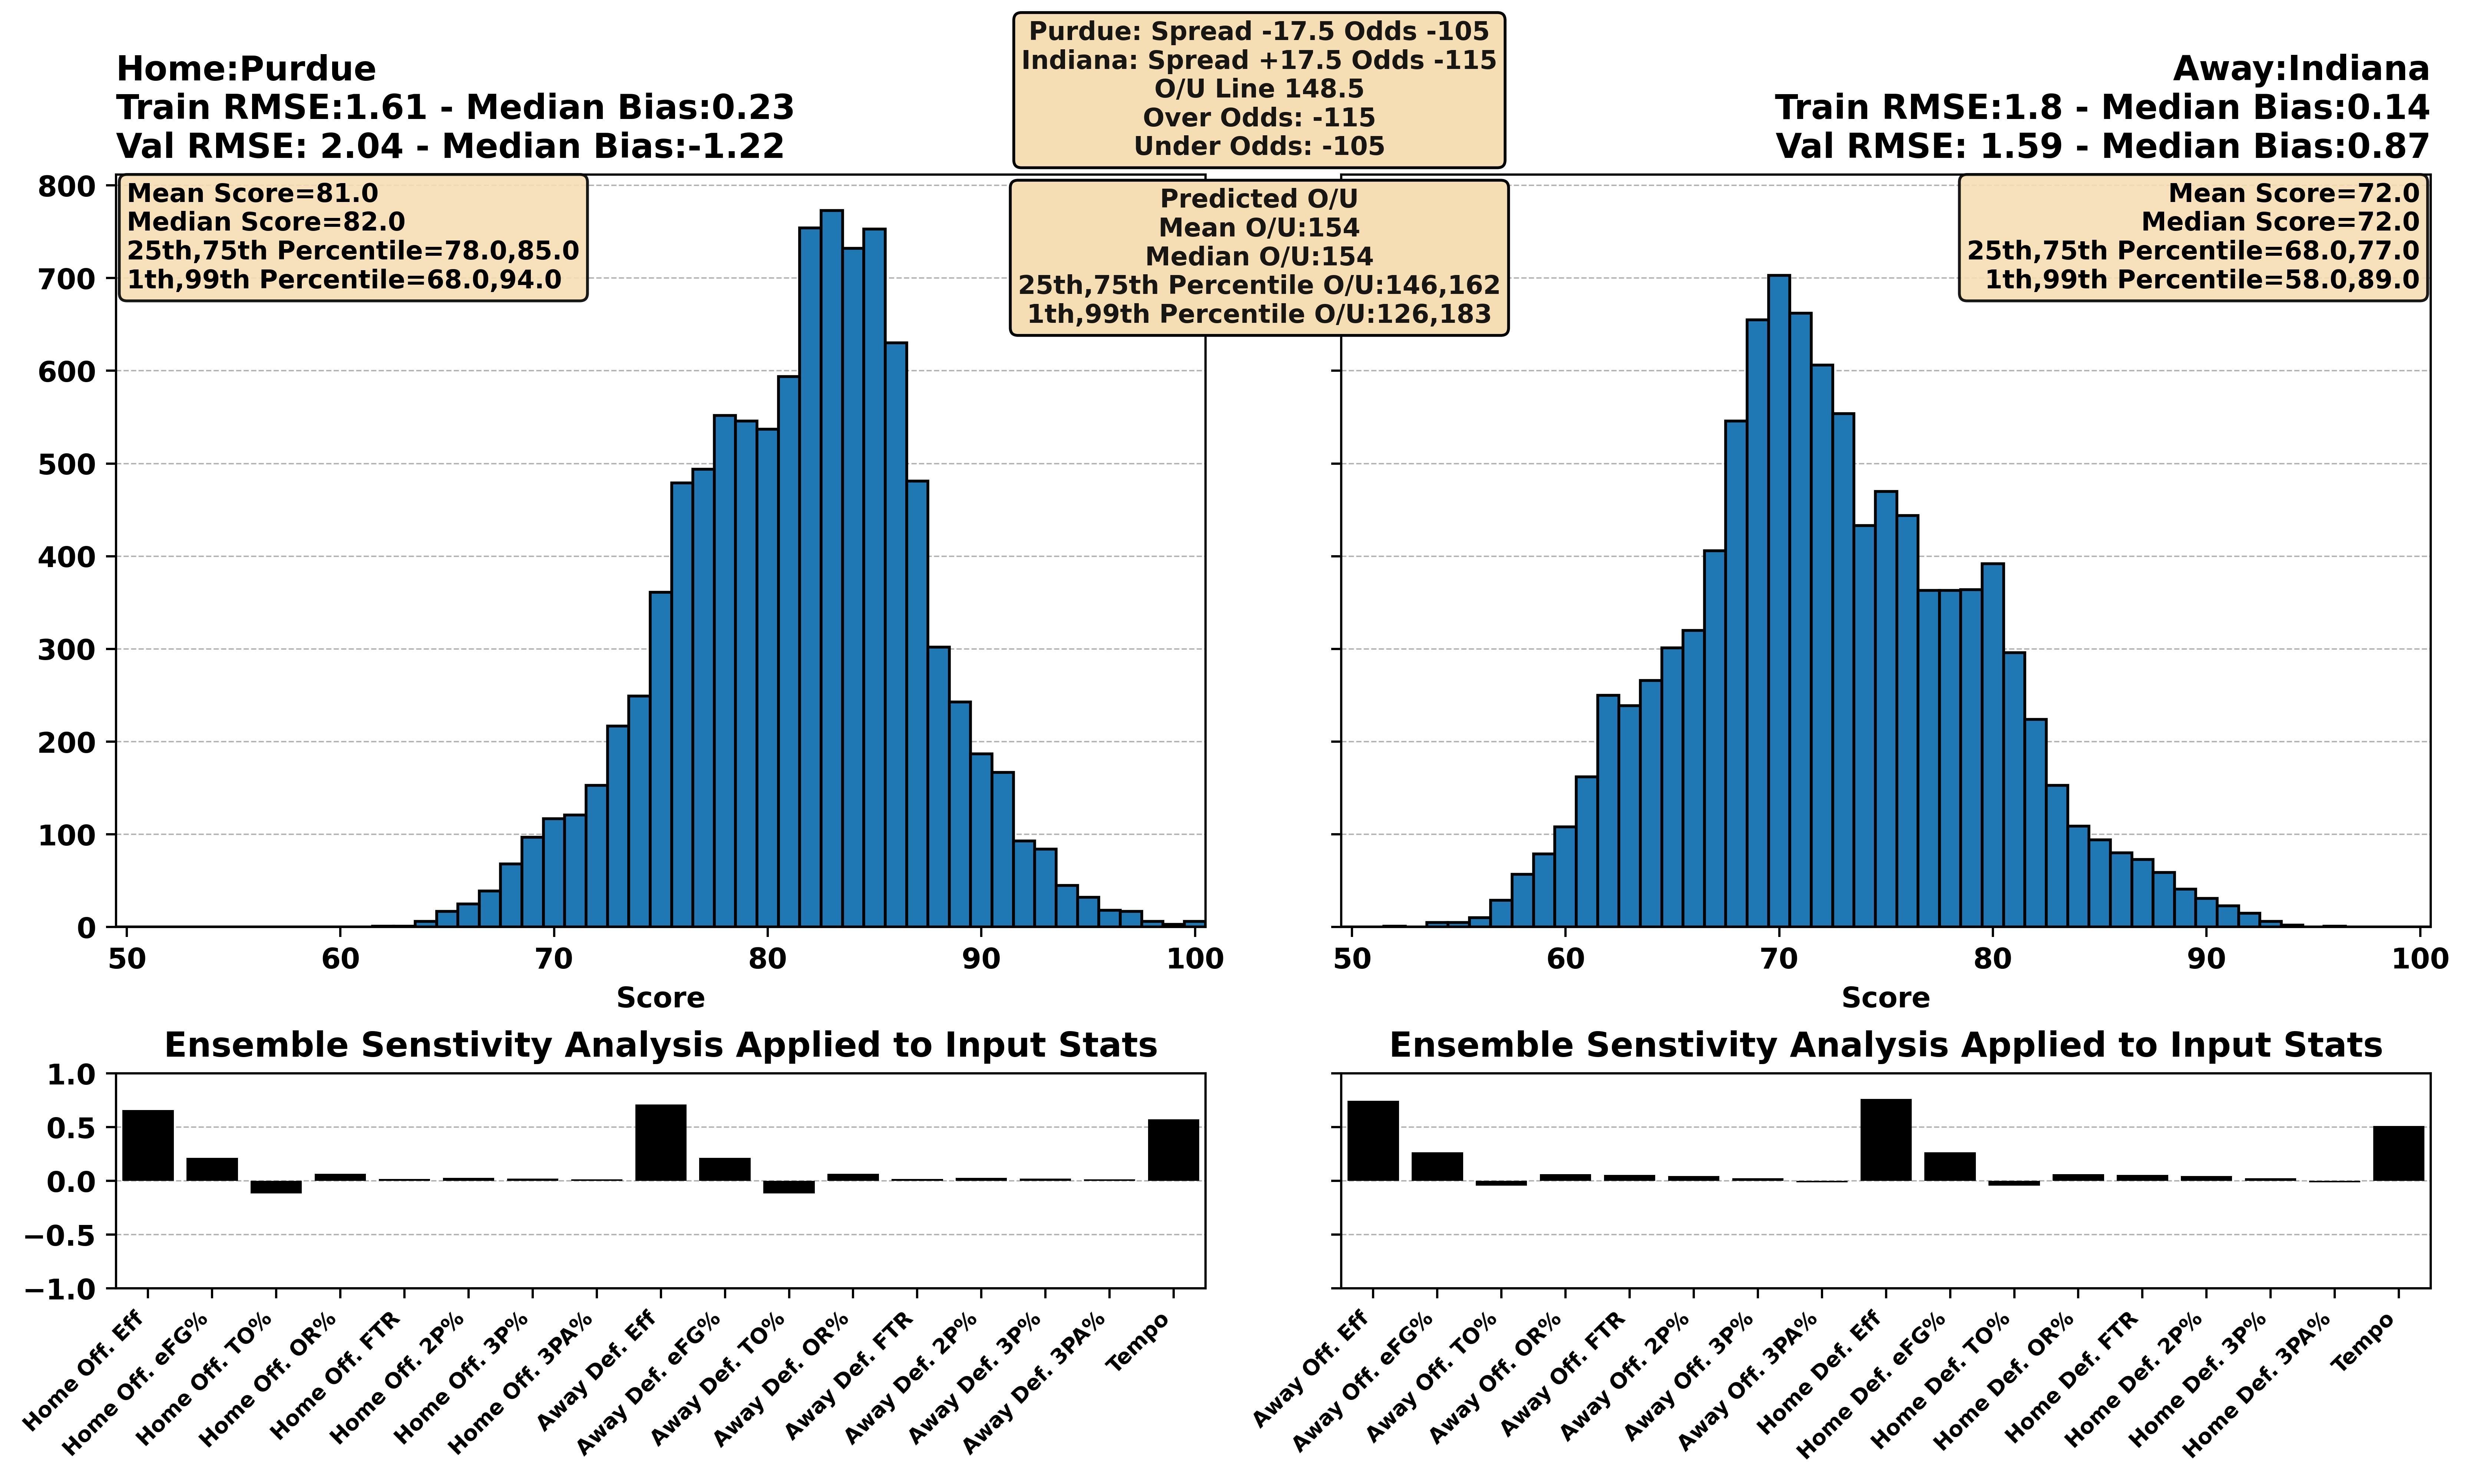 Purdue: Spread -17.5 Odds -105
Indiana: Spread +17.5 Odds -115
O/U Line 148.5
Over Odds: -115
Under Odds: -105
Home:Purdue
Train RMSE:1.61 - Median Bias:0.23
Val RMSE: 2.04 - Median Bias:-1.22
Away:Indiana
Train RMSE:1.8 - Median Bias:0.14
Val RMSE: 1.59 - Median Bias:0.87
Mean Score=81.0
Median Score=82.0
25th,75th Percentile=78.0,85.0
1th,99th Percentile=68.0,94.0
Predicted O/U
Mean O/U:154
Median O/U:154
25th,75th Percentile O/U:146,162
1th,99th Percentile O/U:126,183
Mean Score=72.0
Median Score=72.0
25th,75th Percentile=68.0,77.0
1th,99th Percentile=58.0,89.0
800
700
600
500
400
300
200
100
0
50 60 70 80 90 100
Score
50 60 70 80 90 100
Score
Ensemble Senstivity Analysis Applied to Input Stats
1.0
0.5
0.0
−0.5
−1.0
Home Off. Eff
Home Off. eFG%
Home Off. TO%
Home Off. OR%
Home Off. FTR
Home Off. 2P%
Home Off. 3P%
Home Off. 3PA%
Away Def. Eff
Away Def. eFG%
Away Def. TO%
Away Def. OR%
Away Def. FTR
Away Def. 2P%
Away Def. 3P%
Away Def. 3PA%
Tempo
Ensemble Senstivity Analysis Applied to Input Stats
Away Off. Eff
Away Off. eFG%
Away Off. TO%
Away Off. OR%
Away Off. FTR
Away Off. 2P%
Away Off. 3P%
Away Off. 3PA%
Home Def. Eff
Home Def. eFG%
Home Def. TO%
Home Def. OR%
Home Def. FTR
Home Def. 2P%
Home Def. 3P%
Home Def. 3PA%
Tempo